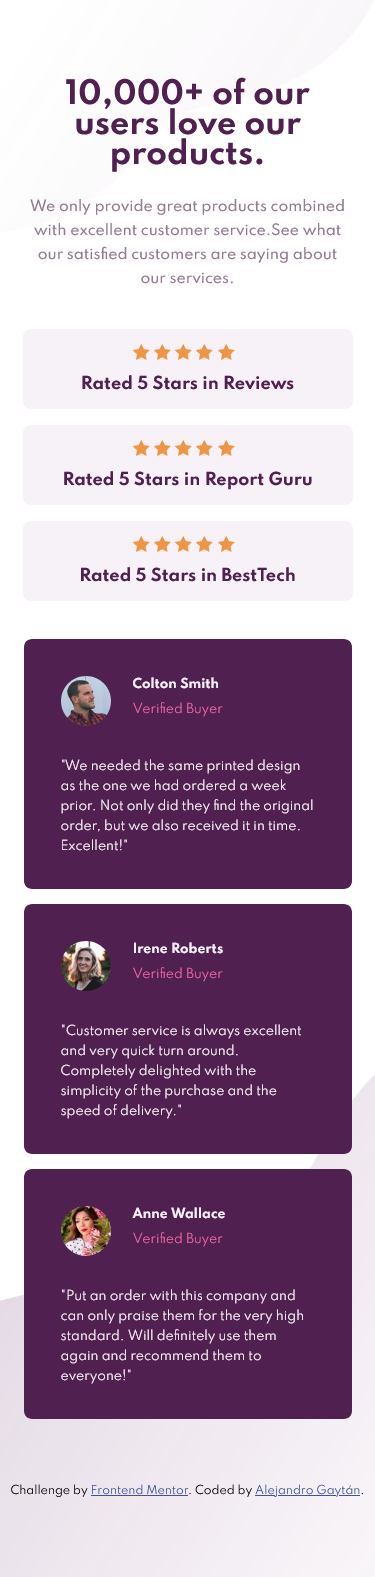 10,000+ of our
users love our
products.
We only provide great products combined
with excellent customer service.See what
our satisfied customers are saying about
our services.
Rated 5 Stars in Reviews
Rated 5 Stars in Report Guru
Rated 5 Stars in BestTech
Colton Smith
Verified Buyer
"We needed the same printed design
as the one we had ordered a week
prior. Not only did they find the original
order, but we also received it in time.
Excellent!"
Irene Roberts
Verified Buyer
"Customer service is always excellent
and very quick turn around.
Completely delighted with the
simplicity of the purchase and the
speed of delivery."
Anne Wallace
Verified Buyer
"Put an order with this company and
can only praise them for the very high
standard. Will definitely use them
again and recommend them to
everyone!"
Challenge by Frontend Mentor. Coded by Alejandro Gaytán.